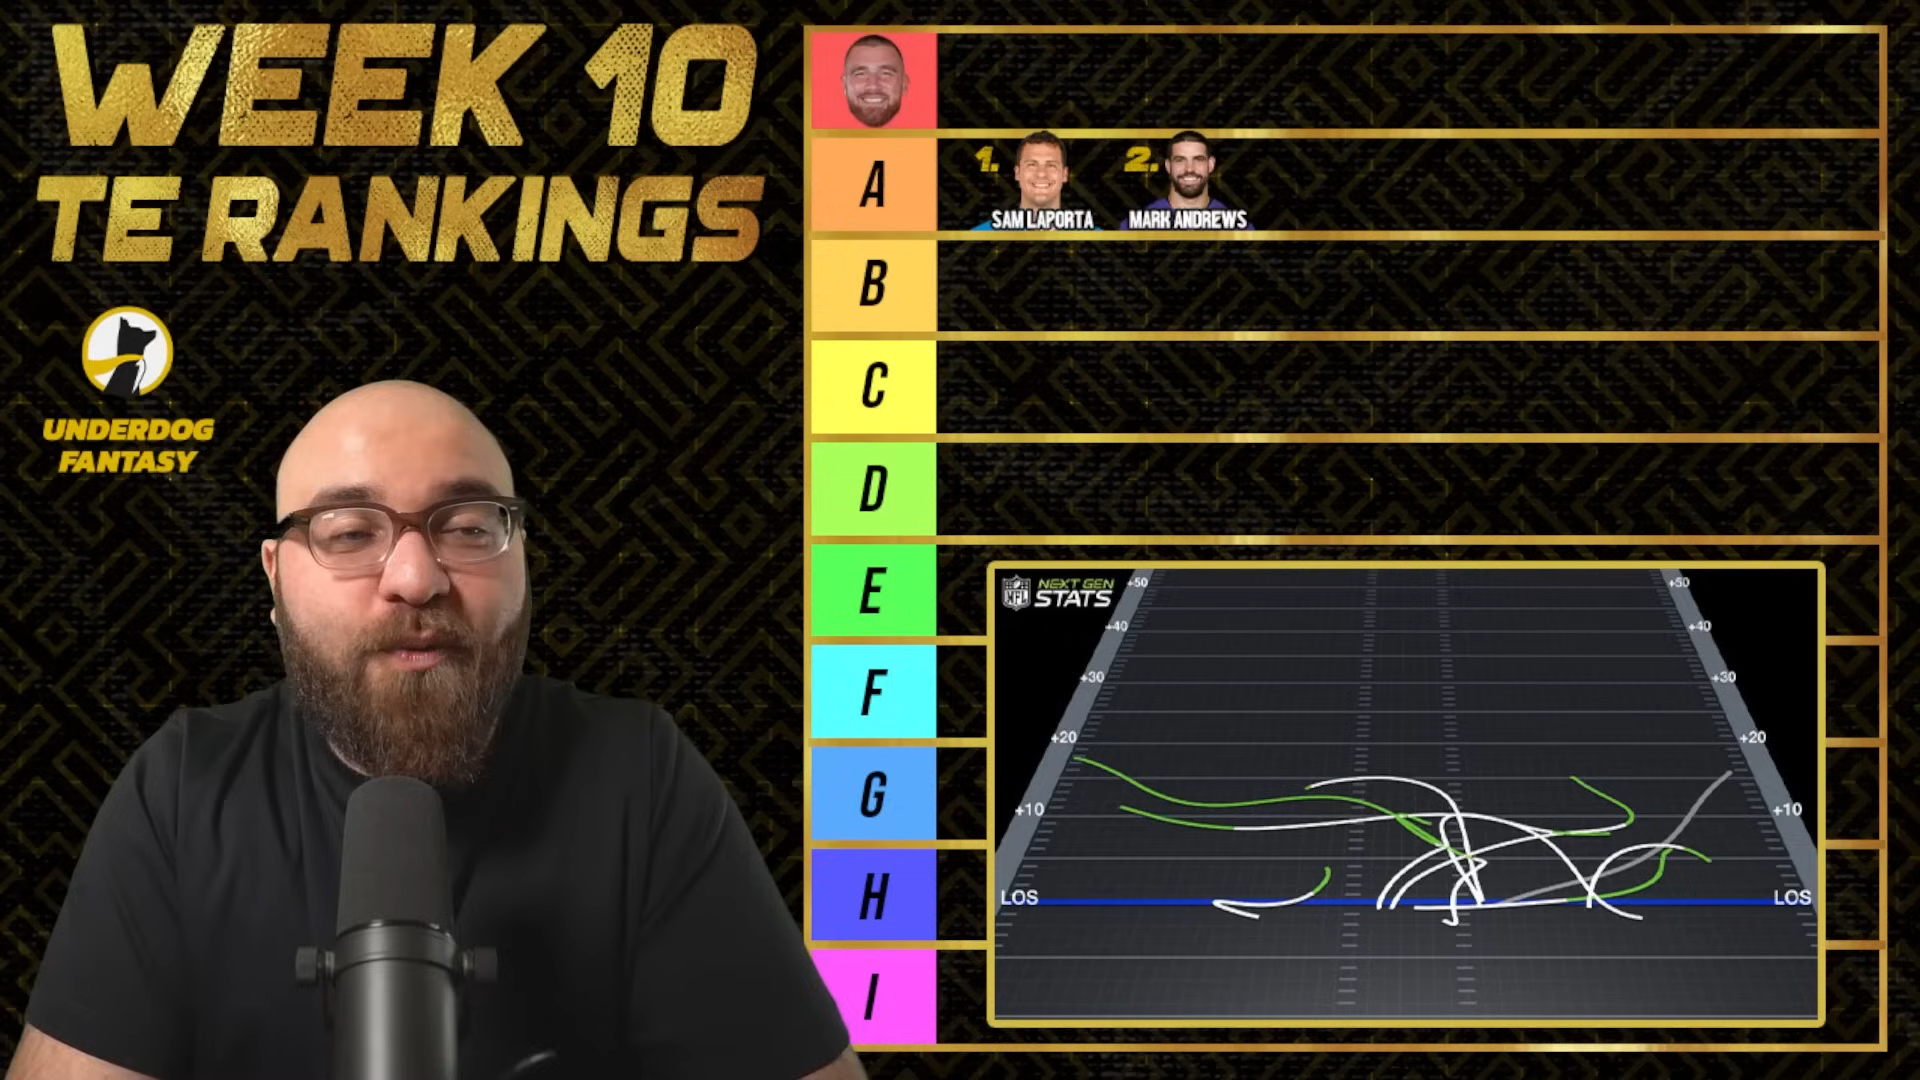 WEEK 10
TE RANKINGS
UNDERDOG
FANTASY
A
1.
SAM LAPORTA
2.
MARK ANDREWS
B
C
D
E
F
G
H
I
NFL
NEXT GEN
STATS
+50
+50
+40
+40
+30
+30
+20
+20
+10
+10
LOS
LOS